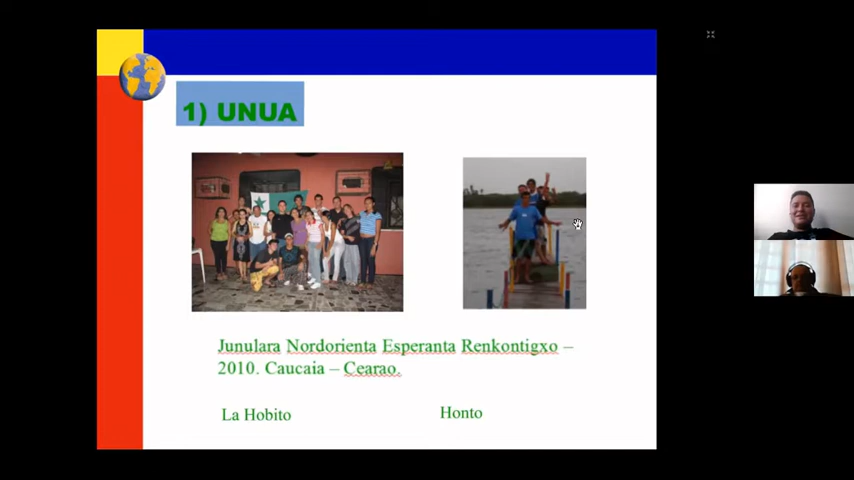 1) UNUA
Junulara Nordorienta Esperanta Renkontigxo –
2010. Caucaia – Cearao.
La Hobito
Honto